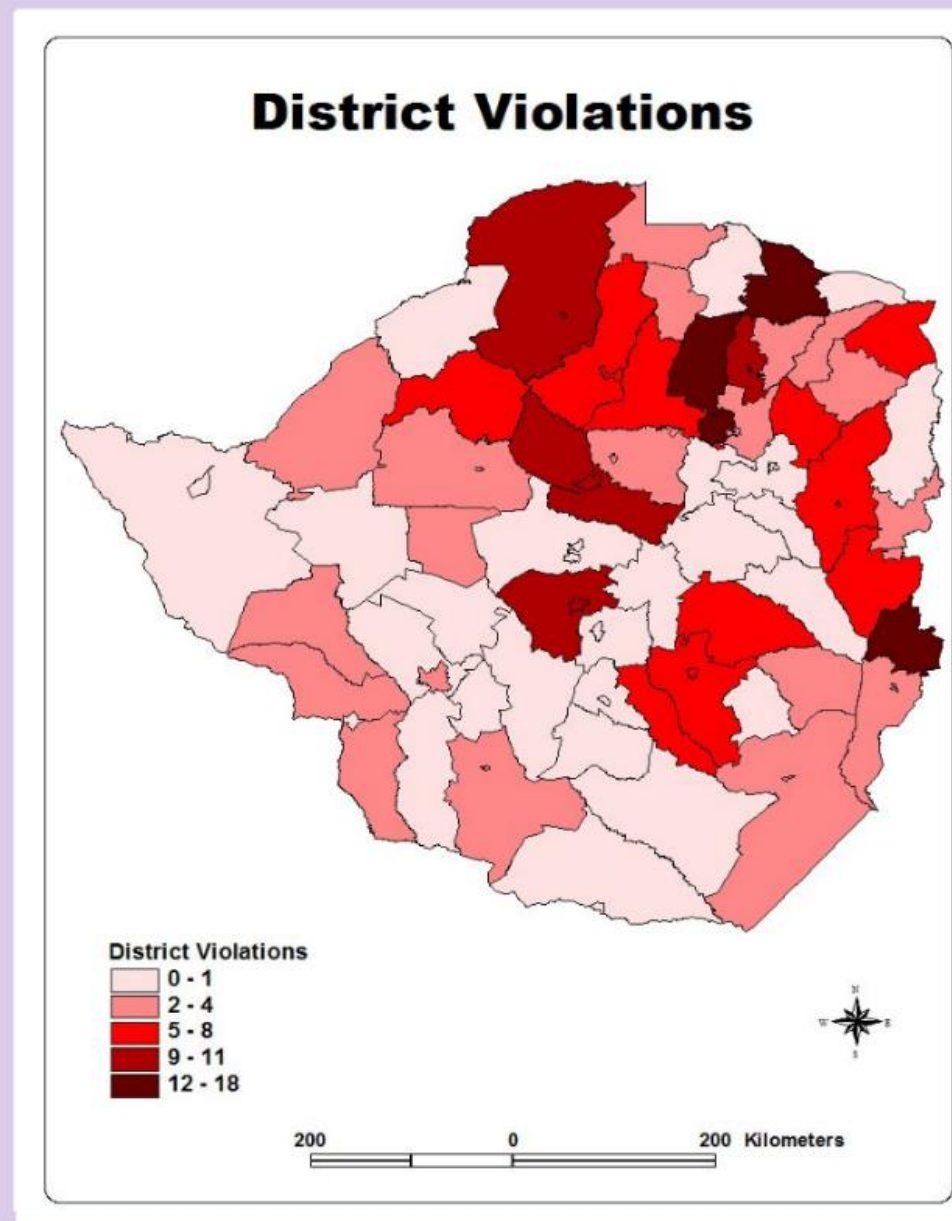 District Violations
District Violations
0 - 1
2 - 4
5 - 8
9 - 11
12 - 18
N
W E
S
200 0 200 Kilometers